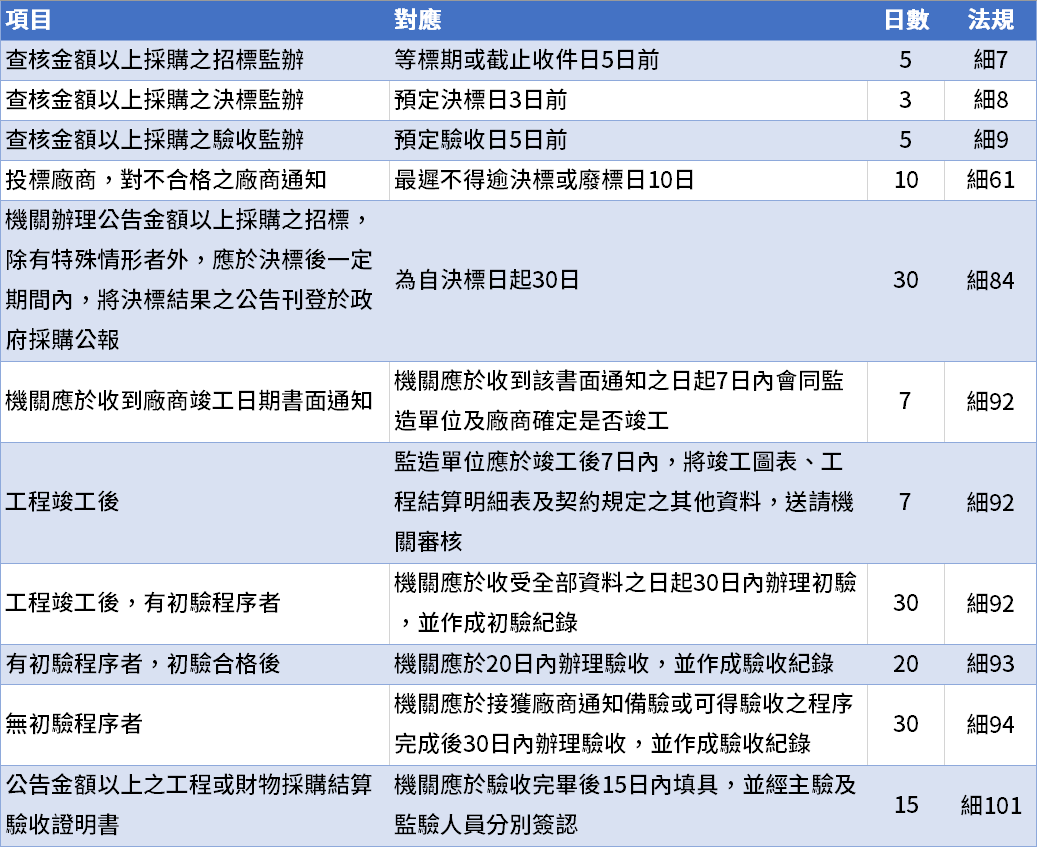 項目 對應 日數 法規
查核金額以上採購之招標監辦 等標期或截止收件日5日前 5 細7
查核金額以上採購之決標監辦 預定決標日3日前 3 細8
查核金額以上採購之驗收監辦 預定驗收日5日前 5 細9
投標廠商，對不合格之廠商通知 最遲不得逾決標或廢標日10日 10 細61
機關辦理公告金額以上採購之招標，
除有特殊情形者外，應於決標後一定
期間內，將決標結果之公告刊登於政
府採購公報
為自決標日起30日 30 細84
機關應於收到廠商竣工日期書面通知
機關應於收到該書面通知之日起7日內會同監
造單位及廠商確定是否竣工
7 細92
工程竣工後
監造單位應於竣工後7日內，將竣工圖表、工
程結算明細表及契約規定之其他資料，送請機
關審核
7 細92
工程竣工後，有初驗程序者
機關應於收受全部資料之日起30日內辦理初驗
，並作成初驗紀錄
30 細92
有初驗程序者，初驗合格後 機關應於20日內辦理驗收，並作成驗收紀錄 20 細93
無初驗程序者
機關應於接獲廠商通知備驗或可得驗收之程序
完成後30日內辦理驗收，並作成驗收紀錄
30 細94
公告金額以上之工程或財物採購結算
驗收證明書
機關應於驗收完畢後15日內填具，並經主驗及
監驗人員分別簽認
15 細101